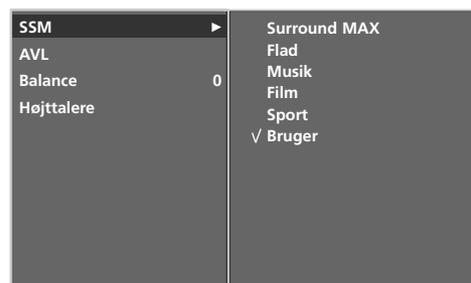 SSM ►
AVL
Balance 0
Højttalere
Surround MAX
Flad
Musik
Film
Sport
√ Bruger